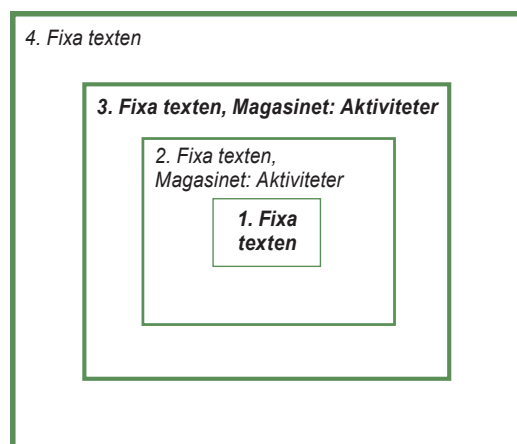 4. Fixa texten
3. Fixa texten, Magasinet: Aktiviteter
2. Fixa texten,
Magasinet: Aktiviteter
1. Fixa
texten